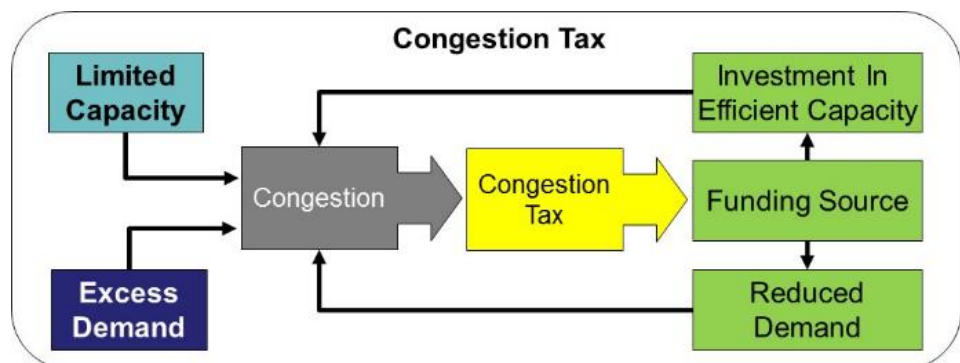 Congestion Tax
Limited
Capacity
Investment In
Efficient Capacity
Congestion
Congestion
Tax
Funding Source
Excess
Demand
Reduced
Demand